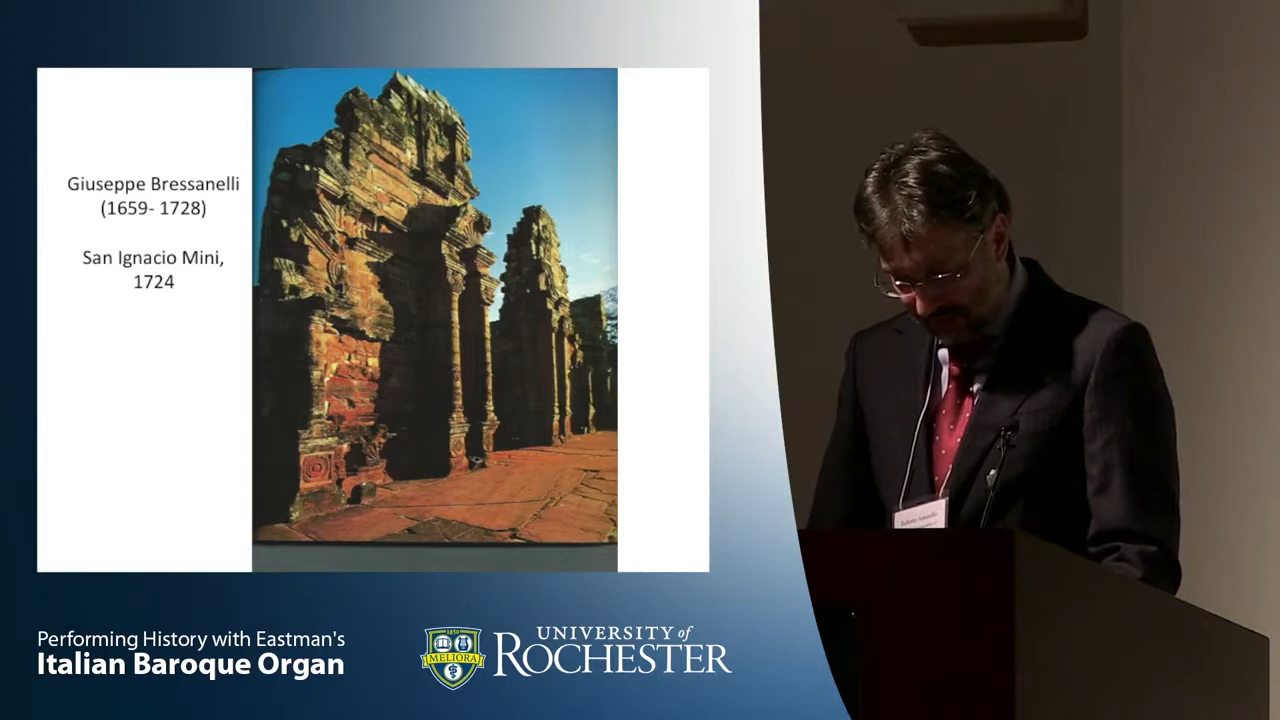 Giuseppe Bressanelli
(1659- 1728)
San Ignacio Mini,
1724
Performing History with Eastman's
Italian Baroque Organ
1850
MELIORA
UNIVERSITY of
ROCHESTER